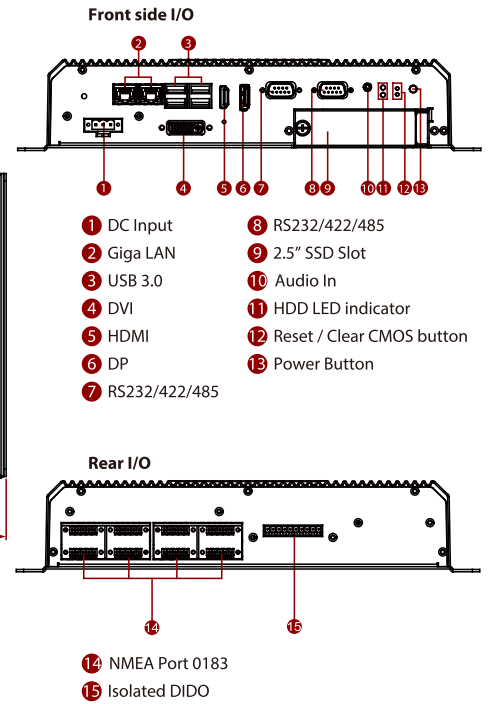 Front side I/O
2 3
1 4 5 6 7 8 9 10 11 12 13
1 DC Input
2 Giga LAN
3 USB 3.0
4 DVI
5 HDMI
6 DP
7 RS232/422/485
8 RS232/422/485
9 2.5” SSD Slot
10 Audio In
11 HDD LED indicator
12 Reset / Clear CMOS button
13 Power Button
Rear I/O
14 15
14 NMEA Port 0183
15 Isolated DIDO